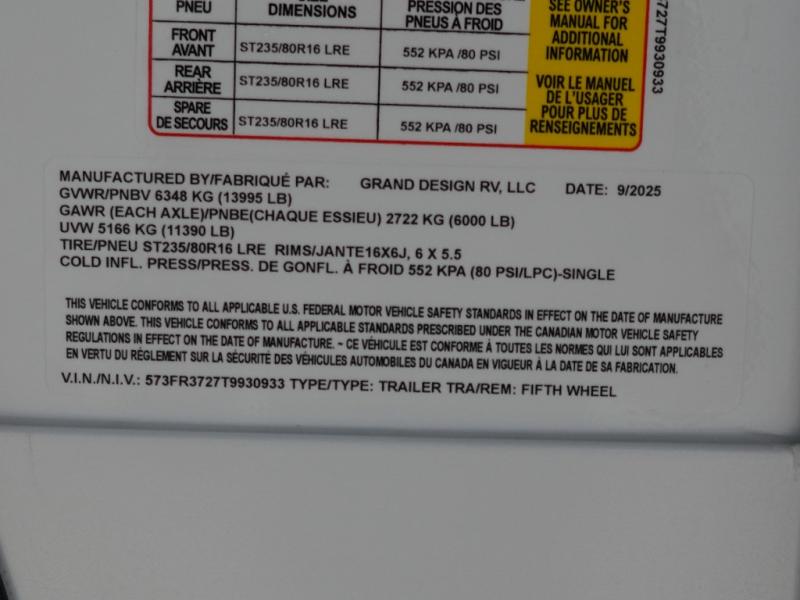 PNEU DIMENSIONS PRESSION DES PNEUS À FROID
FRONT AVANT ST235/80R16 LRE 552 KPA /80 PSI
REAR ARRIÈRE ST235/80R16 LRE 552 KPA /80 PSI
SPARE DE SECOURS ST235/80R16 LRE 552 KPA /80 PSI
SEE OWNER'S
MANUAL FOR
ADDITIONAL
INFORMATION
VOIR LE MANUEL
DE L'USAGER
POUR PLUS DE
RENSEIGNEMENTS
727T9930933
MANUFACTURED BY/FABRIQUÉ PAR: GRAND DESIGN RV, LLC DATE: 9/2025
GVWR/PNBV 6348 KG (13995 LB)
GAWR (EACH AXLE)/PNBE(CHAQUE ESSIEU) 2722 KG (6000 LB)
UVW 5166 KG (11390 LB)
TIRE/PNEU ST235/80R16 LRE RIMS/JANTE16X6J, 6 X 5.5
COLD INFL. PRESS/PRESS. DE GONFL. À FROID 552 KPA (80 PSI/LPC)-SINGLE
THIS VEHICLE CONFORMS TO ALL APPLICABLE U.S. FEDERAL MOTOR VEHICLE SAFETY STANDARDS IN EFFECT ON THE DATE OF MANUFACTURE
SHOWN ABOVE. THIS VEHICLE CONFORMS TO ALL APPLICABLE STANDARDS PRESCRIBED UNDER THE CANADIAN MOTOR VEHICLE SAFETY
REGULATIONS IN EFFECT ON THE DATE OF MANUFACTURE. ~ CE VÉHICULE EST CONFORME À TOUTES LES NORMES QUI LUI SONT APPLICABLES
EN VERTU DU RÈGLEMENT SUR LA SÉCURITÉ DES VÉHICULES AUTOMOBILES DU CANADA EN VIGUEUR À LA DATE DE SA FABRICATION.
V.I.N./N.I.V.: 573FR3727T9930933 TYPE/TYPE: TRAILER TRA/REM: FIFTH WHEEL